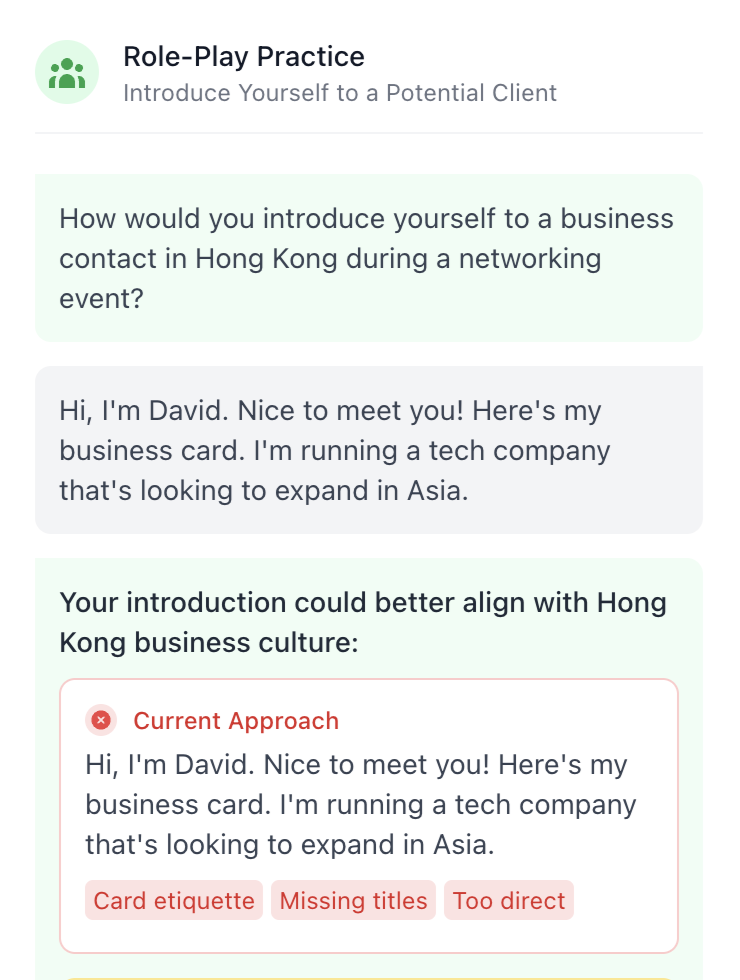 Role-Play Practice
Introduce Yourself to a Potential Client
How would you introduce yourself to a business
contact in Hong Kong during a networking
event?
Hi, I'm David. Nice to meet you! Here's my
business card. I'm running a tech company
that's looking to expand in Asia.
Your introduction could better align with Hong
Kong business culture:
Current Approach
Hi, I'm David. Nice to meet you! Here's my
business card. I'm running a tech company
that's looking to expand in Asia.
Card etiquette Missing titles Too direct